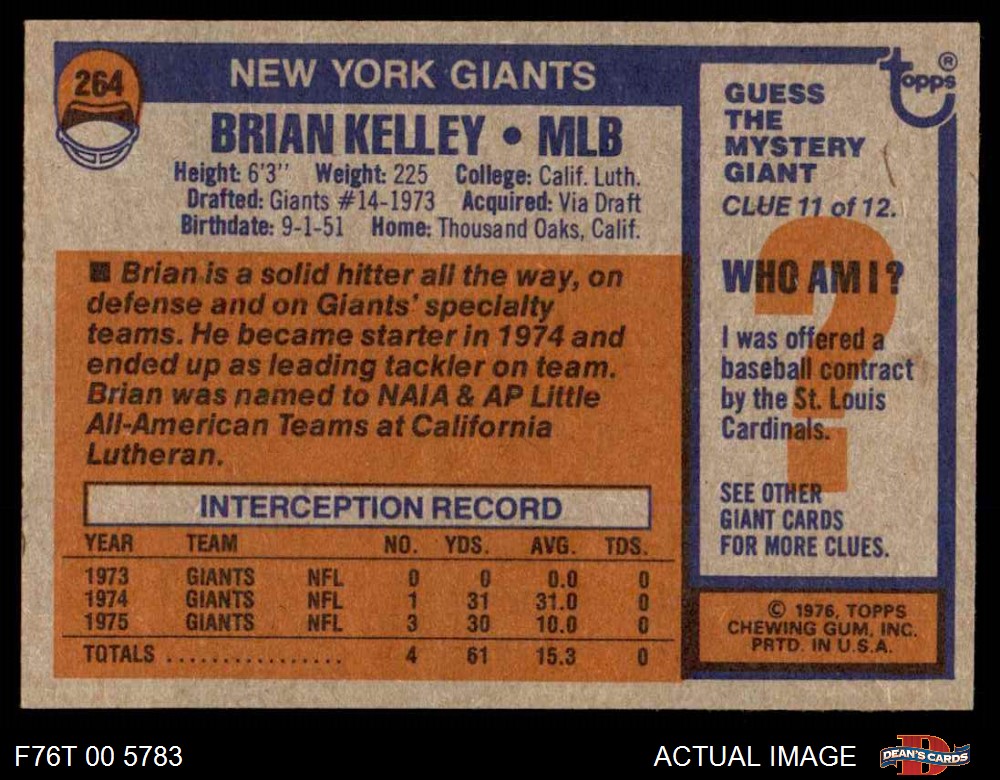 264
NEW YORK GIANTS
BRIAN KELLEY • MLB
Height: 6'3'' Weight: 225 College: Calif. Luth.
Drafted: Giants #14-1973 Acquired: Via Draft
Birthdate: 9-1-51 Home: Thousand Oaks, Calif.
■ Brian is a solid hitter all the way, on
defense and on Giants' specialty
teams. He became starter in 1974 and
ended up as leading tackler on team.
Brian was named to NAIA & AP Little
All-American Teams at California
Lutheran.
INTERCEPTION RECORD
YEAR TEAM NO. YDS. AVG. TDS.
1973 GIANTS NFL 0 0 0.0 0
1974 GIANTS NFL 1 31 31.0 0
1975 GIANTS NFL 3 30 10.0 0
TOTALS ................ 4 61 15.3 0
topps®
GUESS
THE
MYSTERY
GIANT
CLUE 11 of 12.
?
WHO AM I?
I was offered a
baseball contract
by the St. Louis
Cardinals.
SEE OTHER
GIANT CARDS
FOR MORE CLUES.
© 1976, TOPPS
CHEWING GUM, INC.
PRTD. IN U.S.A.
F76T 00 5783
ACTUAL IMAGE
D
DEAN'S CARDS